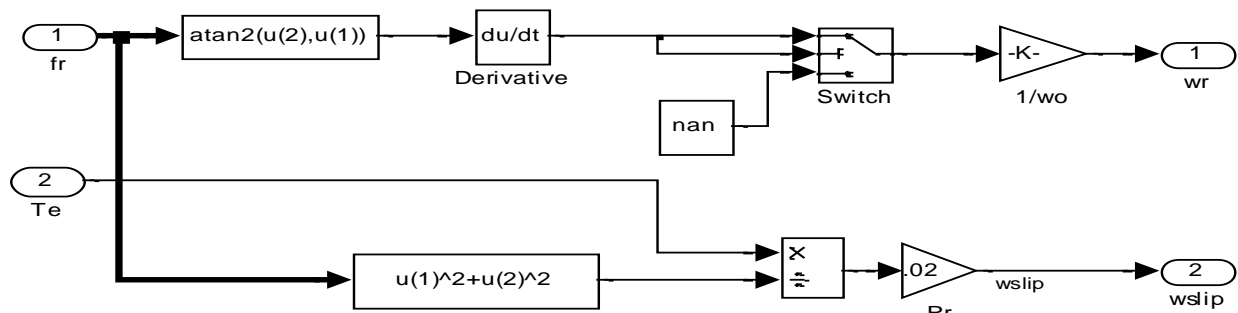 1
fr
atan2(u(2),u(1))
du/dt
Derivative
Switch
-K-
1/wo
1
wr
nan
2
Te
u(1)^2+u(2)^2
X
÷
.02
wslip
2
wslip